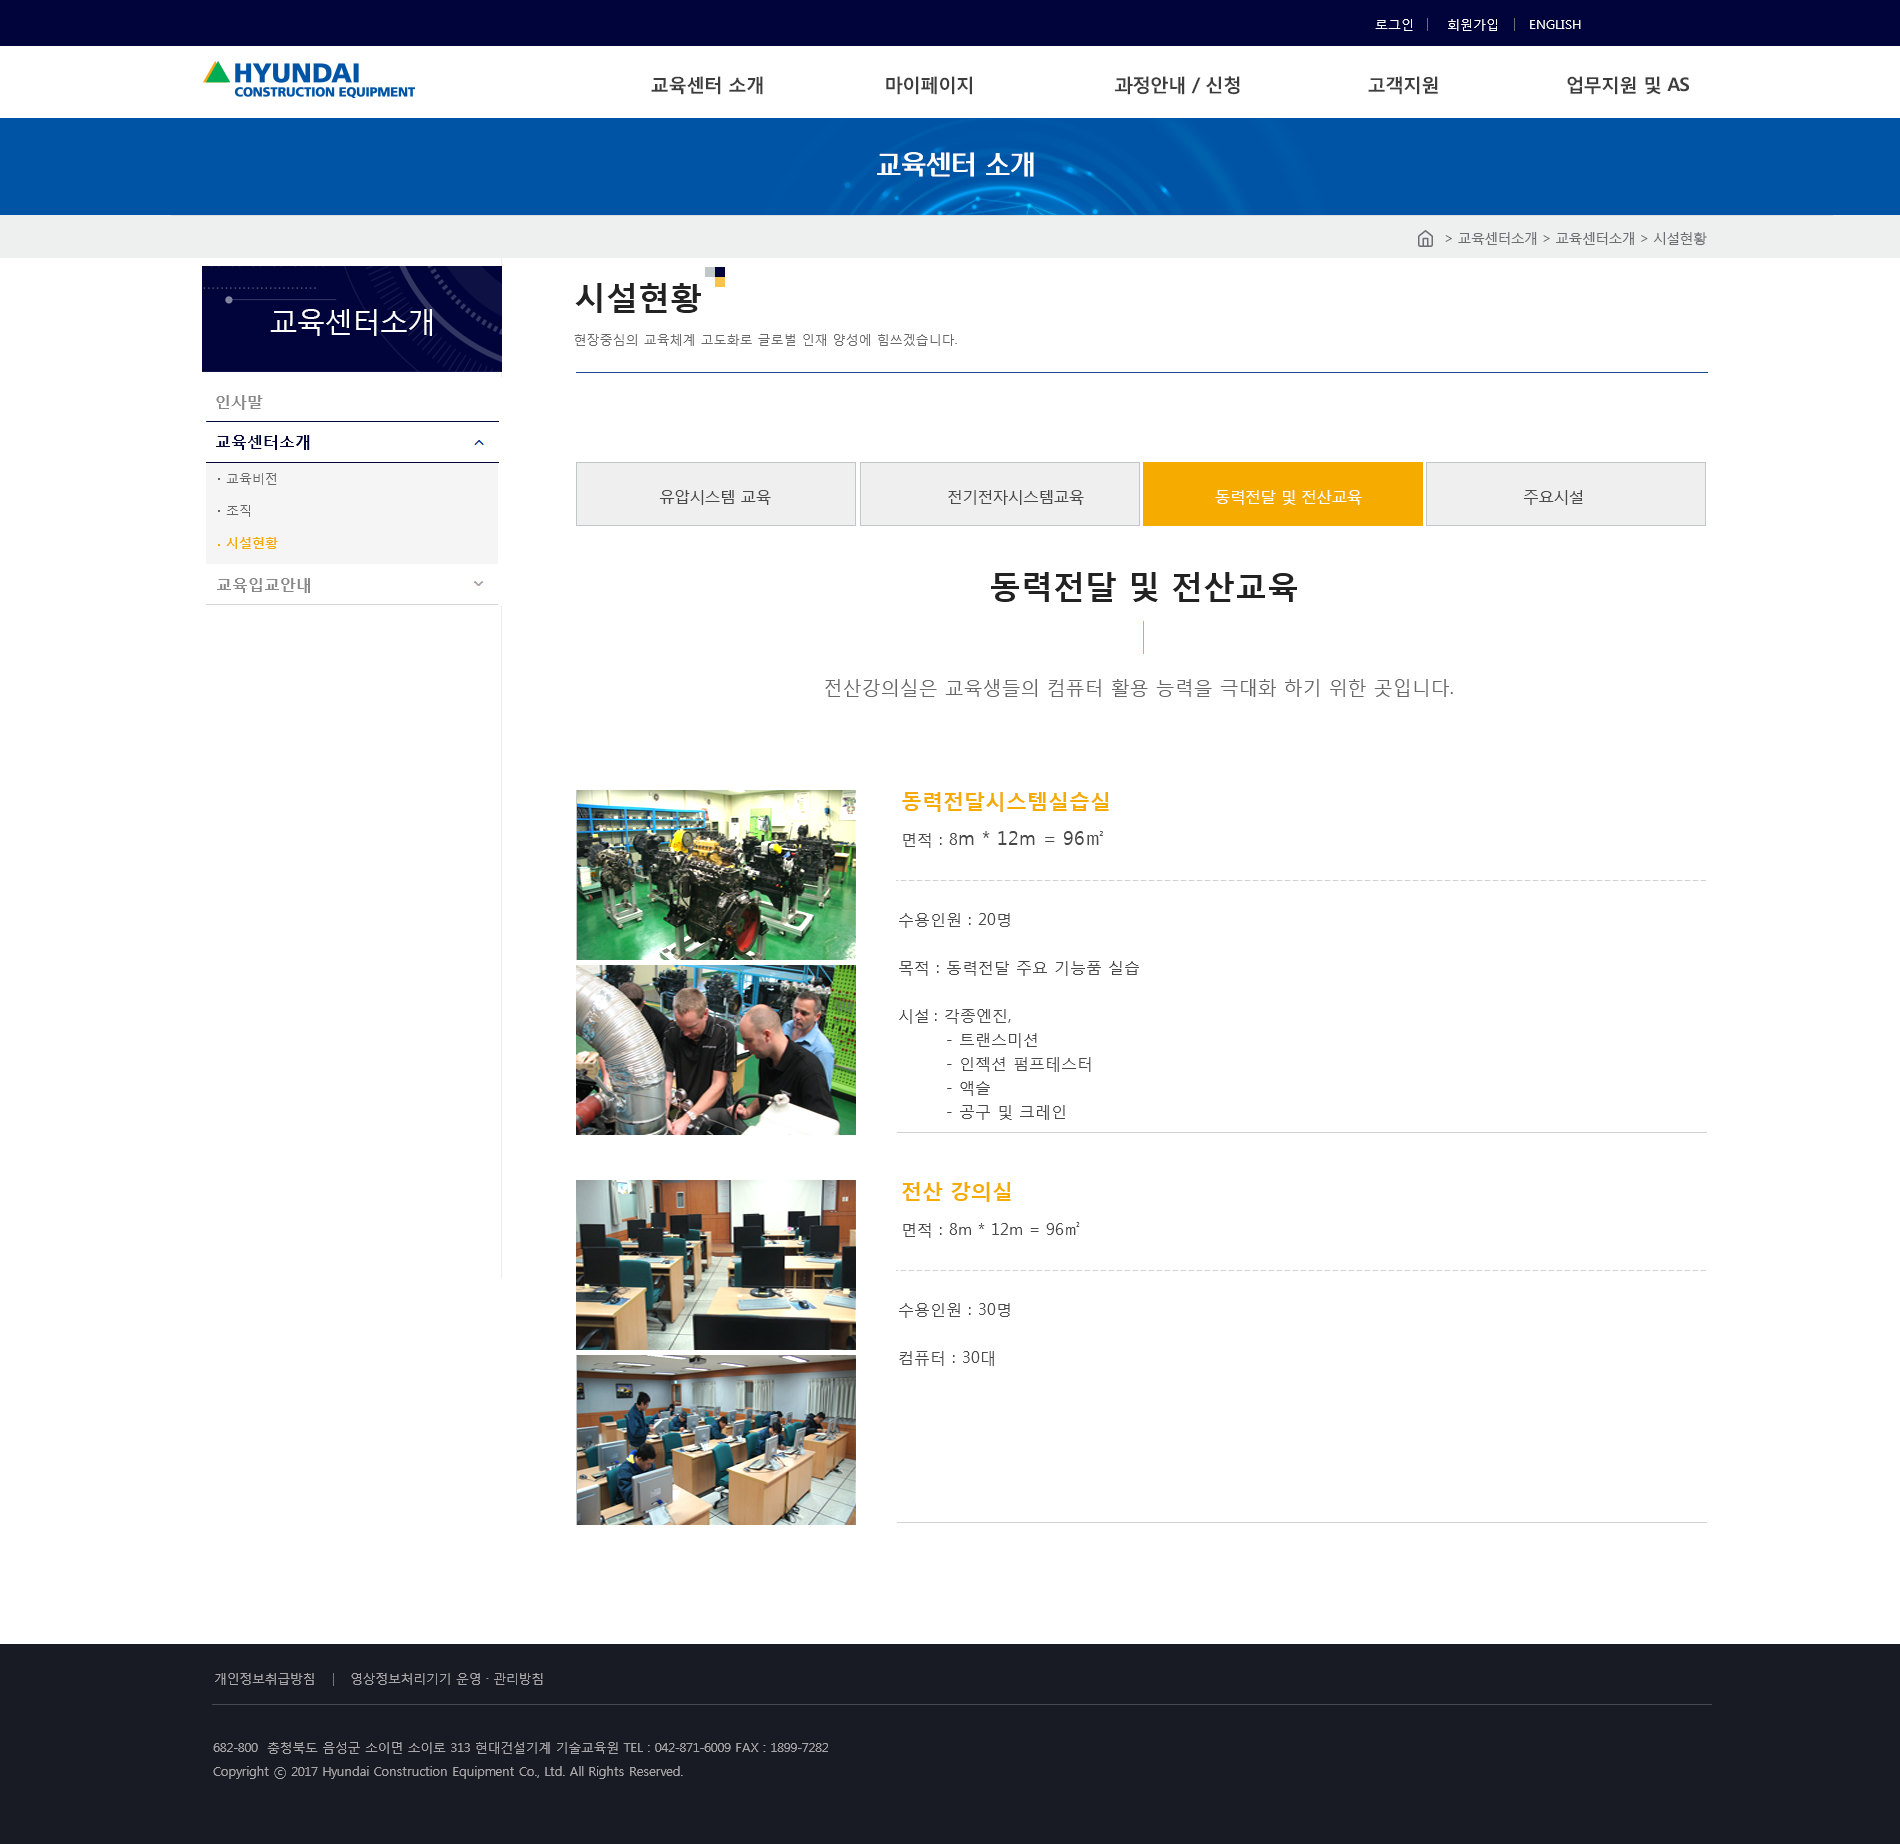 로그인 | 회원가입 | ENGLISH
HYUNDAI
CONSTRUCTION EQUIPMENT
교육센터 소개
마이페이지
과정안내 / 신청
고객지원
업무지원 및 AS
교육센터 소개
> 교육센터소개 > 교육센터소개 > 시설현황
교육센터소개
인사말
교육센터소개
· 교육비전
· 조직
· 시설현황
교육입교안내
시설현황
현장중심의 교육체계 고도화로 글로벌 인재 양성에 힘쓰겠습니다.
유압시스템 교육
전기전자시스템교육
동력전달 및 전산교육
주요시설
동력전달 및 전산교육
전산강의실은 교육생들의 컴퓨터 활용 능력을 극대화 하기 위한 곳입니다.
동력전달시스템실습실
면적 : 8m * 12m = 96㎡
수용인원 : 20명
목적 : 동력전달 주요 기능품 실습
시설 : 각종엔진,
- 트랜스미션
- 인젝션 펌프테스터
- 액슬
- 공구 및 크레인
전산 강의실
면적 : 8m * 12m = 96㎡
수용인원 : 30명
컴퓨터 : 30대
개인정보취급방침 | 영상정보처리기기 운영 · 관리방침
682-800 충청북도 음성군 소이면 소이로 313 현대건설기계 기술교육원 TEL : 042-871-6009 FAX : 1899-7282
Copyright ⓒ 2017 Hyundai Construction Equipment Co., Ltd. All Rights Reserved.